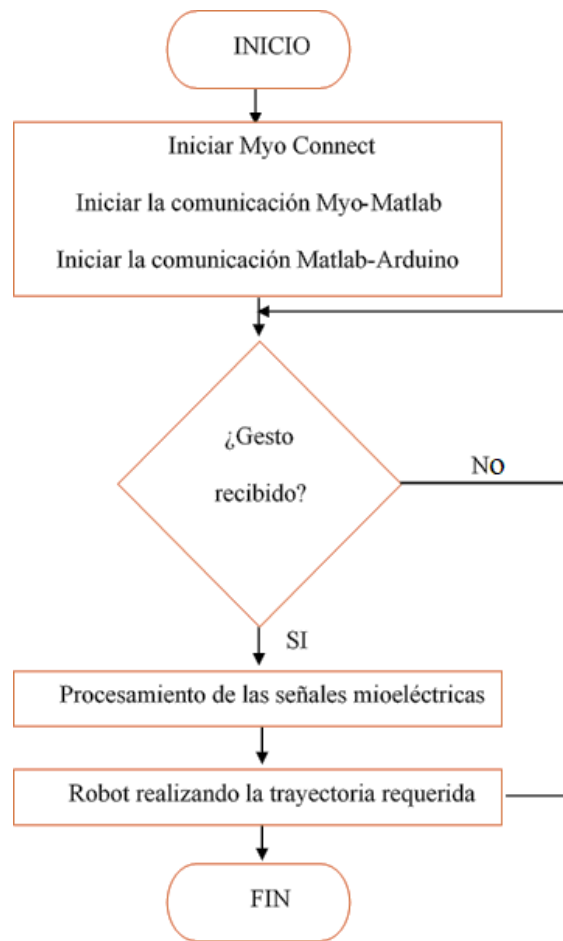 INICIO
Iniciar Myo Connect
Iniciar la comunicación Myo-Matlab
Iniciar la comunicación Matlab-Arduino
¿Gesto
recibido?
NO
SI
Procesamiento de las señales mioeléctricas
Robot realizando la trayectoria requerida
FIN